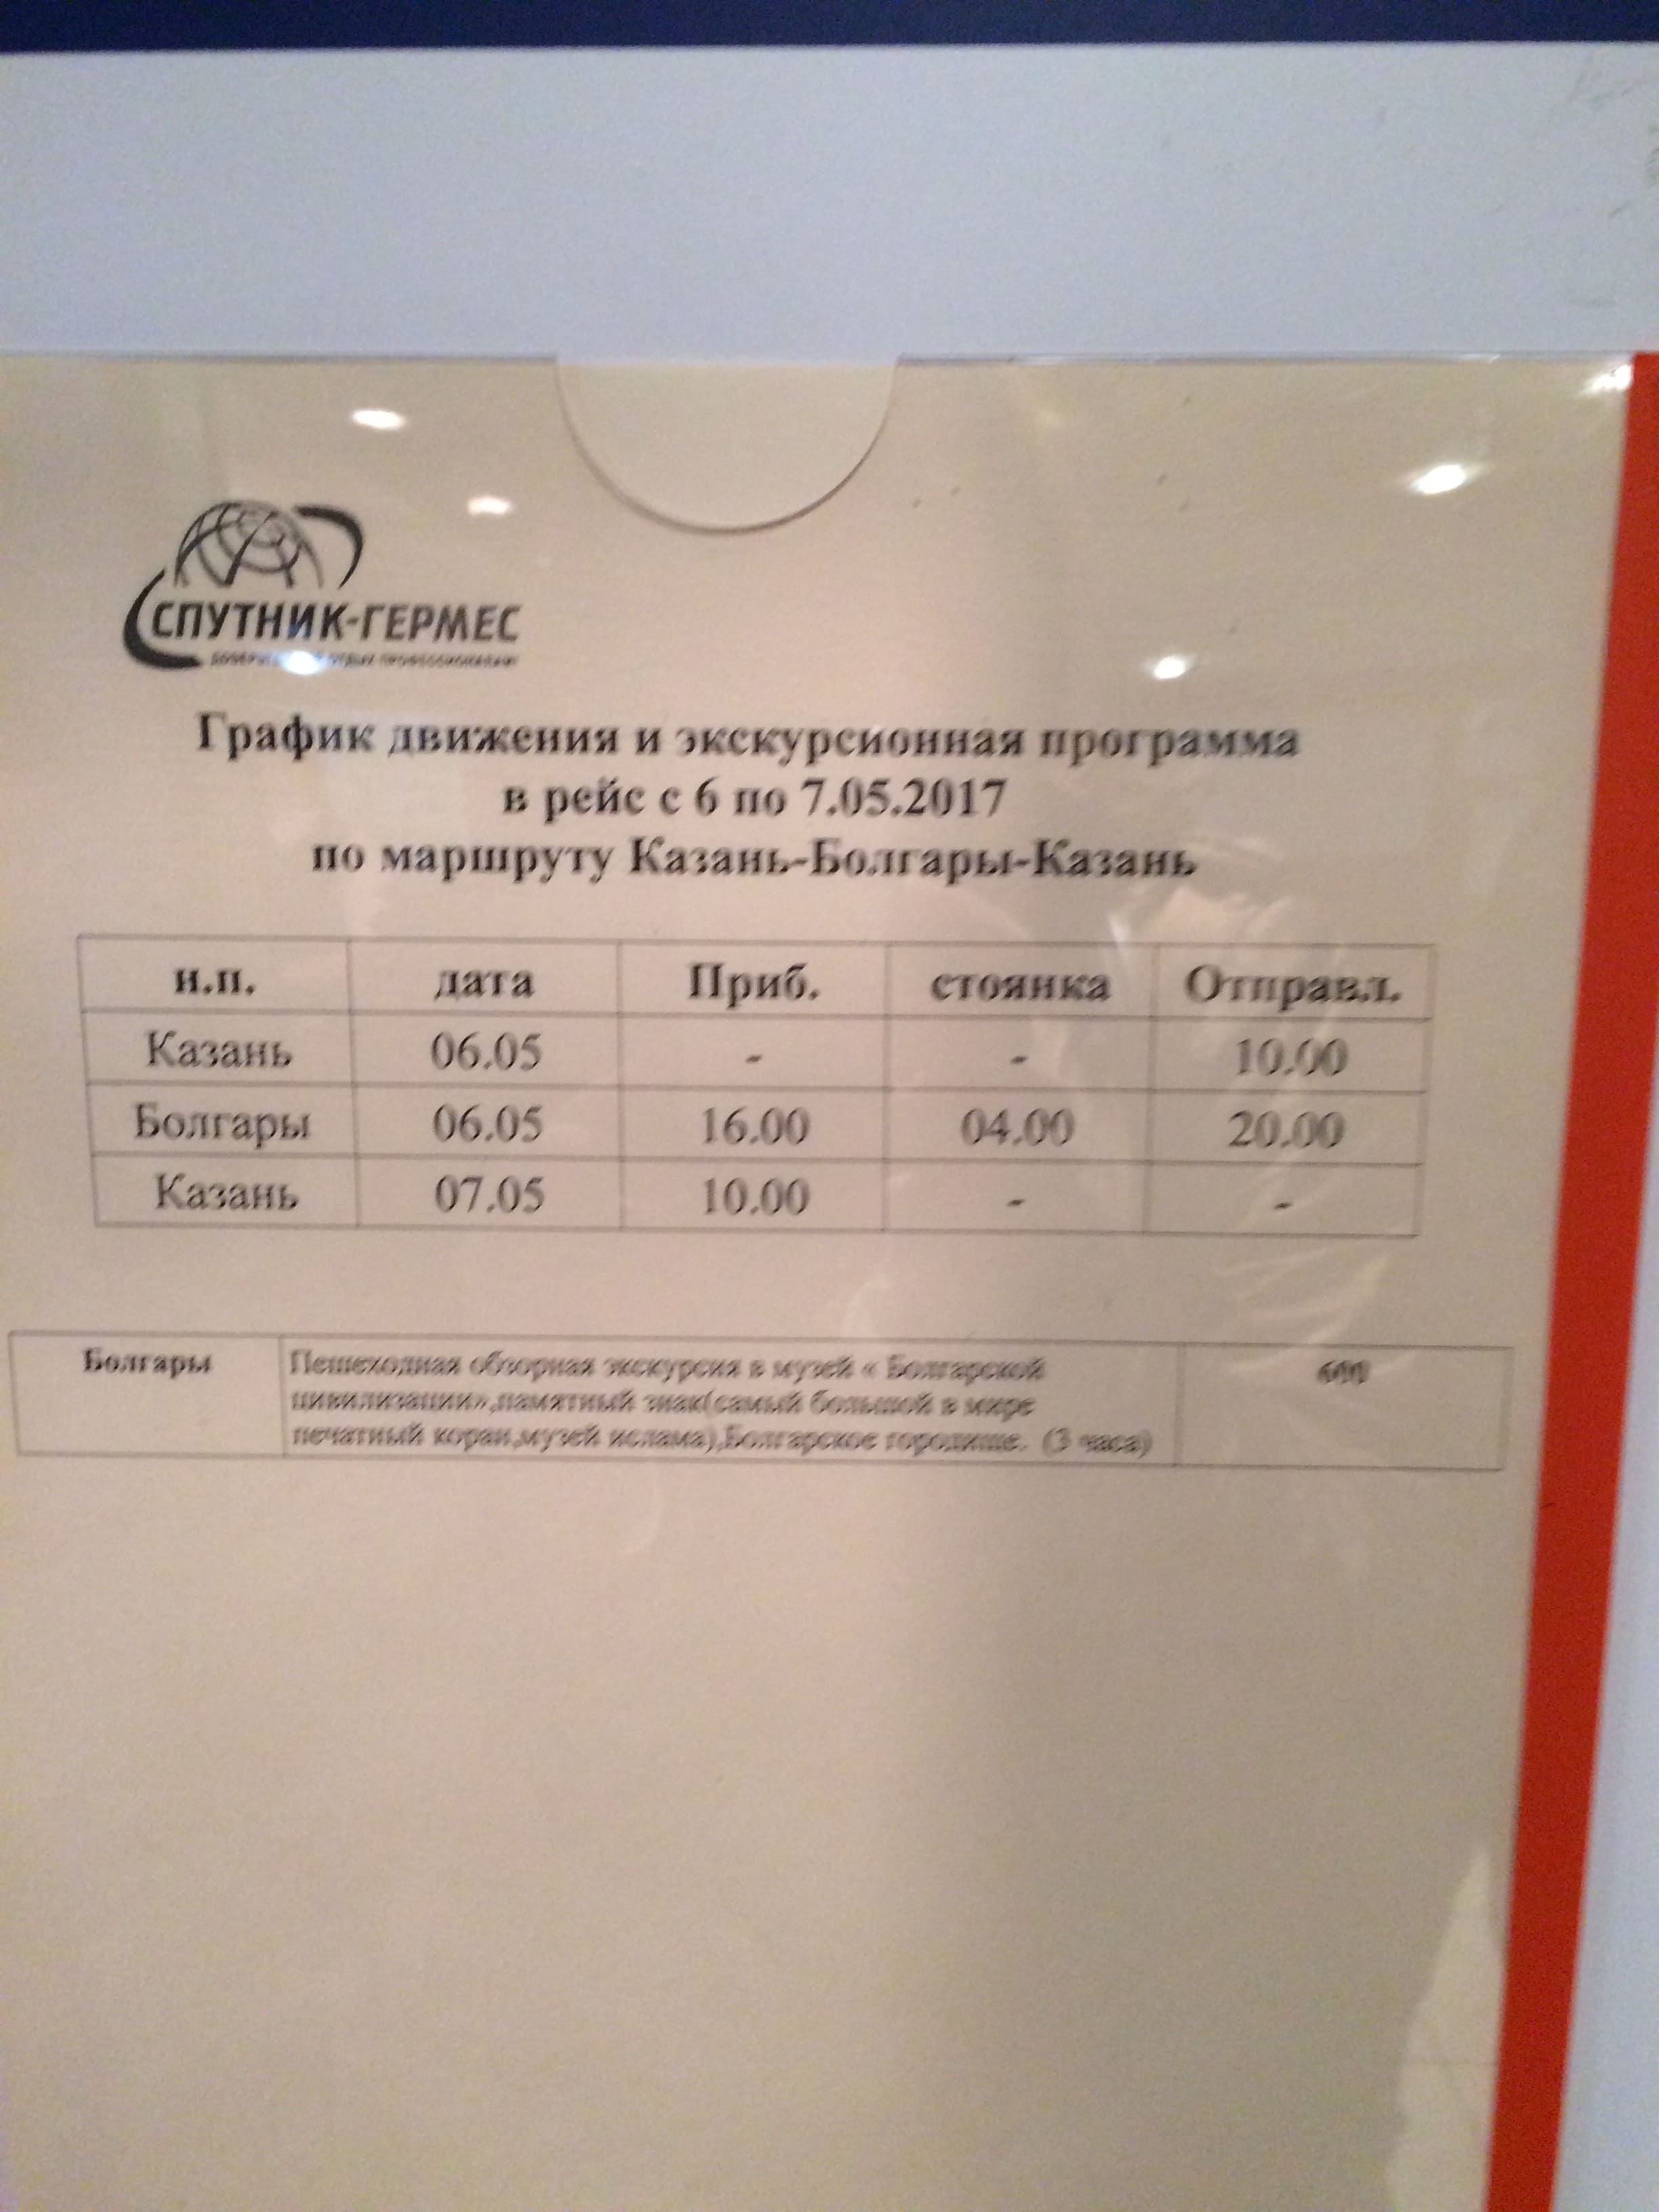 СПУТНИК-ГЕРМЕС
ОТДЫХ ПРОФЕССИОНАЛАМ!
График движения и экскурсионная программа
в рейс с 6 по 7.05.2017
по маршруту Казань-Болгары-Казань
н.п. дата Приб. стоянка Отправл.
Казань 06.05 - - 10.00
Болгары 06.05 16.00 04.00 20.00
Казань 07.05 10.00 - -
Болгары Пешеходная обзорная экскурсия в музей « Болгарской 600
цивилизации»,памятный знак(самый большой в мире
печатный коран,музей ислама),Болгарское городище. (3 часа)